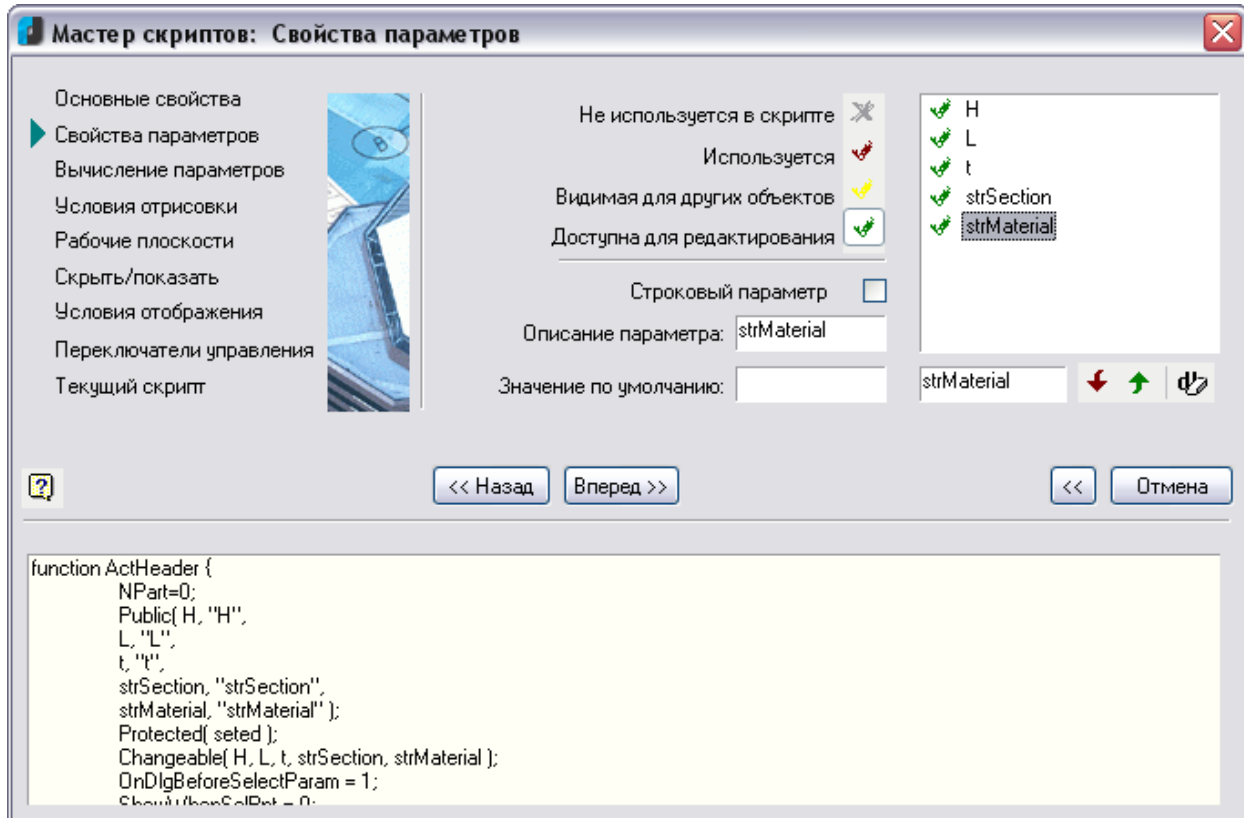 Мастер скриптов: Свойства параметров
Основные свойства
Свойства параметров
Вычисление параметров
Условия отрисовки
Рабочие плоскости
Скрыть/показать
Условия отображения
Переключатели управления
Текущий скрипт
B
Не используется в скрипте
Используется
Видимая для других объектов
Доступна для редактирования
Строковый параметр
Описание параметра: strMaterial
Значение по умолчанию:
H
L
t
strSection
strMaterial
strMaterial
<< Назад
Вперед >>
<<
Отмена
function ActHeader {
NPart=0;
Public( H, "H",
L, "L",
t, "t",
strSection, "strSection",
strMaterial, "strMaterial" );
Protected( seted );
Changeable( H, L, t, strSection, strMaterial );
OnDlgBeforeSelectParam = 1;
ShowWhenSelPnt = 0;